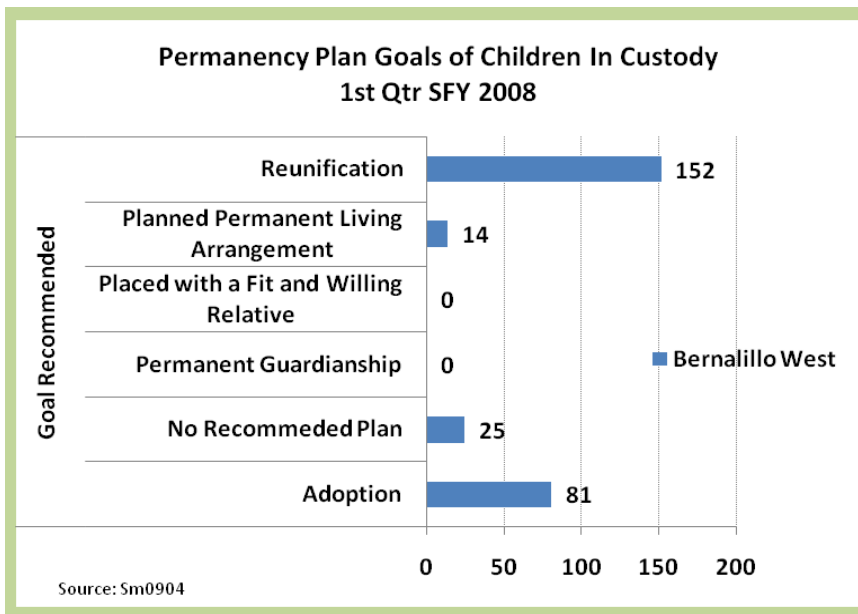 Permanency Plan Goals of Children In Custody
1st Qtr SFY 2008
Goal Recommended
Reunification
152
Planned Permanent Living
Arrangement
14
Placed with a Fit and Willing
Relative
0
Permanent Guardianship
0
No Recommeded Plan
25
Adoption
81
Bernalillo West
0 50 100 150 200
Source: Sm0904